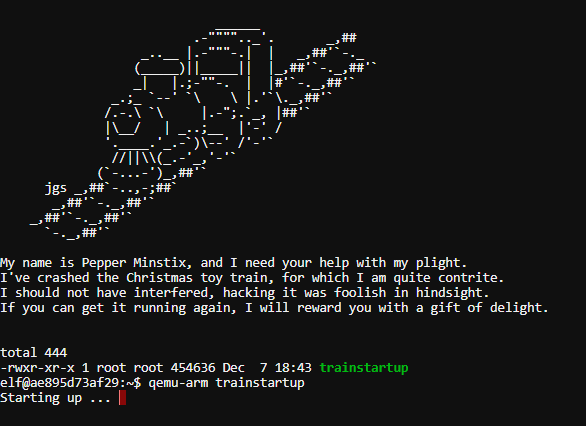 jgs
My name is Pepper Minstix, and I need your help with my plight.
I've crashed the Christmas toy train, for which I am quite contrite.
I should not have interfered, hacking it was foolish in hindsight.
If you can get it running again, I will reward you with a gift of delight.
total 444
-rwxr-xr-x 1 root root 454636 Dec  7 18:43 trainstartup
elf@ae895d73af29:~$ qemu-arm trainstartup
Starting up ...